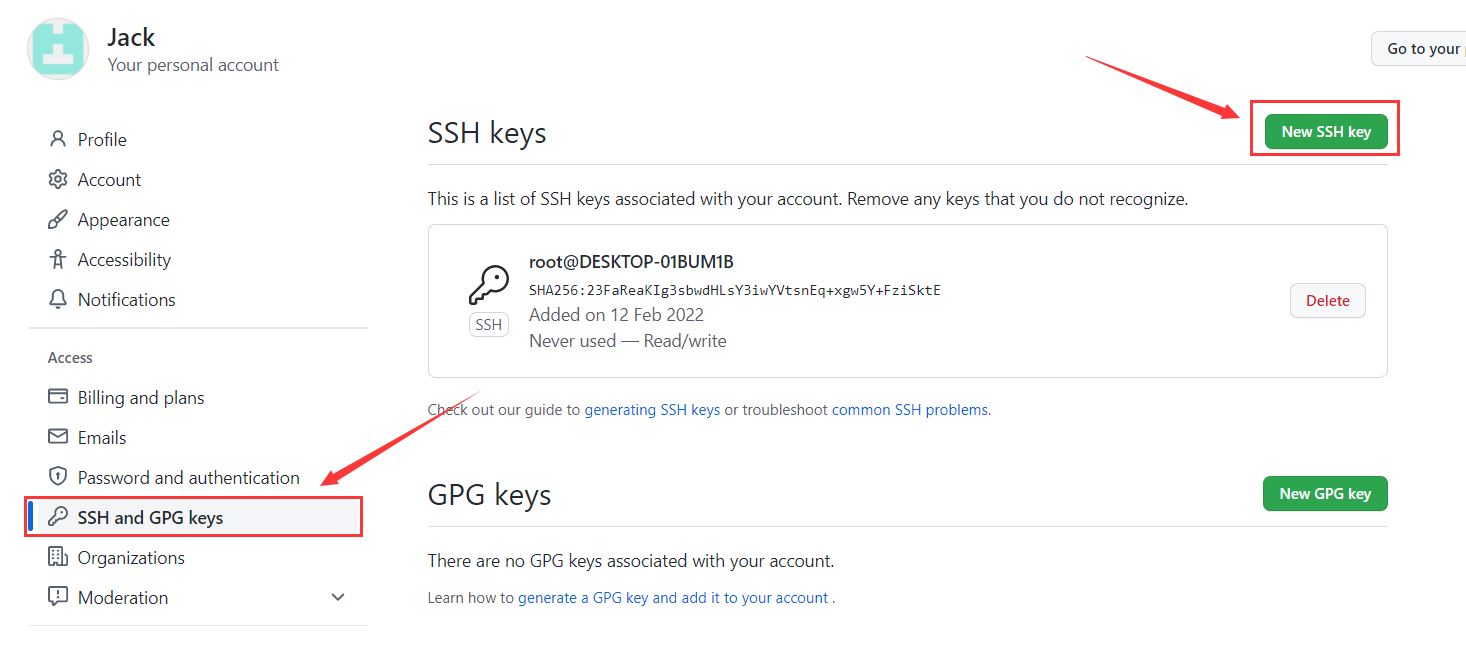 Jack
Your personal account
Go to your
Profile
Account
Appearance
Accessibility
Notifications
Access
Billing and plans
Emails
Password and authentication
SSH and GPG keys
Organizations
Moderation
SSH keys
New SSH key
This is a list of SSH keys associated with your account. Remove any keys that you do not recognize.
root@DESKTOP-01BUM1B
SHA256:23FaReaKIg3sbwdHLsY3iwYVtsnEq+xgw5Y+FziSktE
SSH
Added on 12 Feb 2022
Never used — Read/write
Delete
Check out our guide to generating SSH keys or troubleshoot common SSH problems.
GPG keys
New GPG key
There are no GPG keys associated with your account.
Learn how to generate a GPG key and add it to your account .